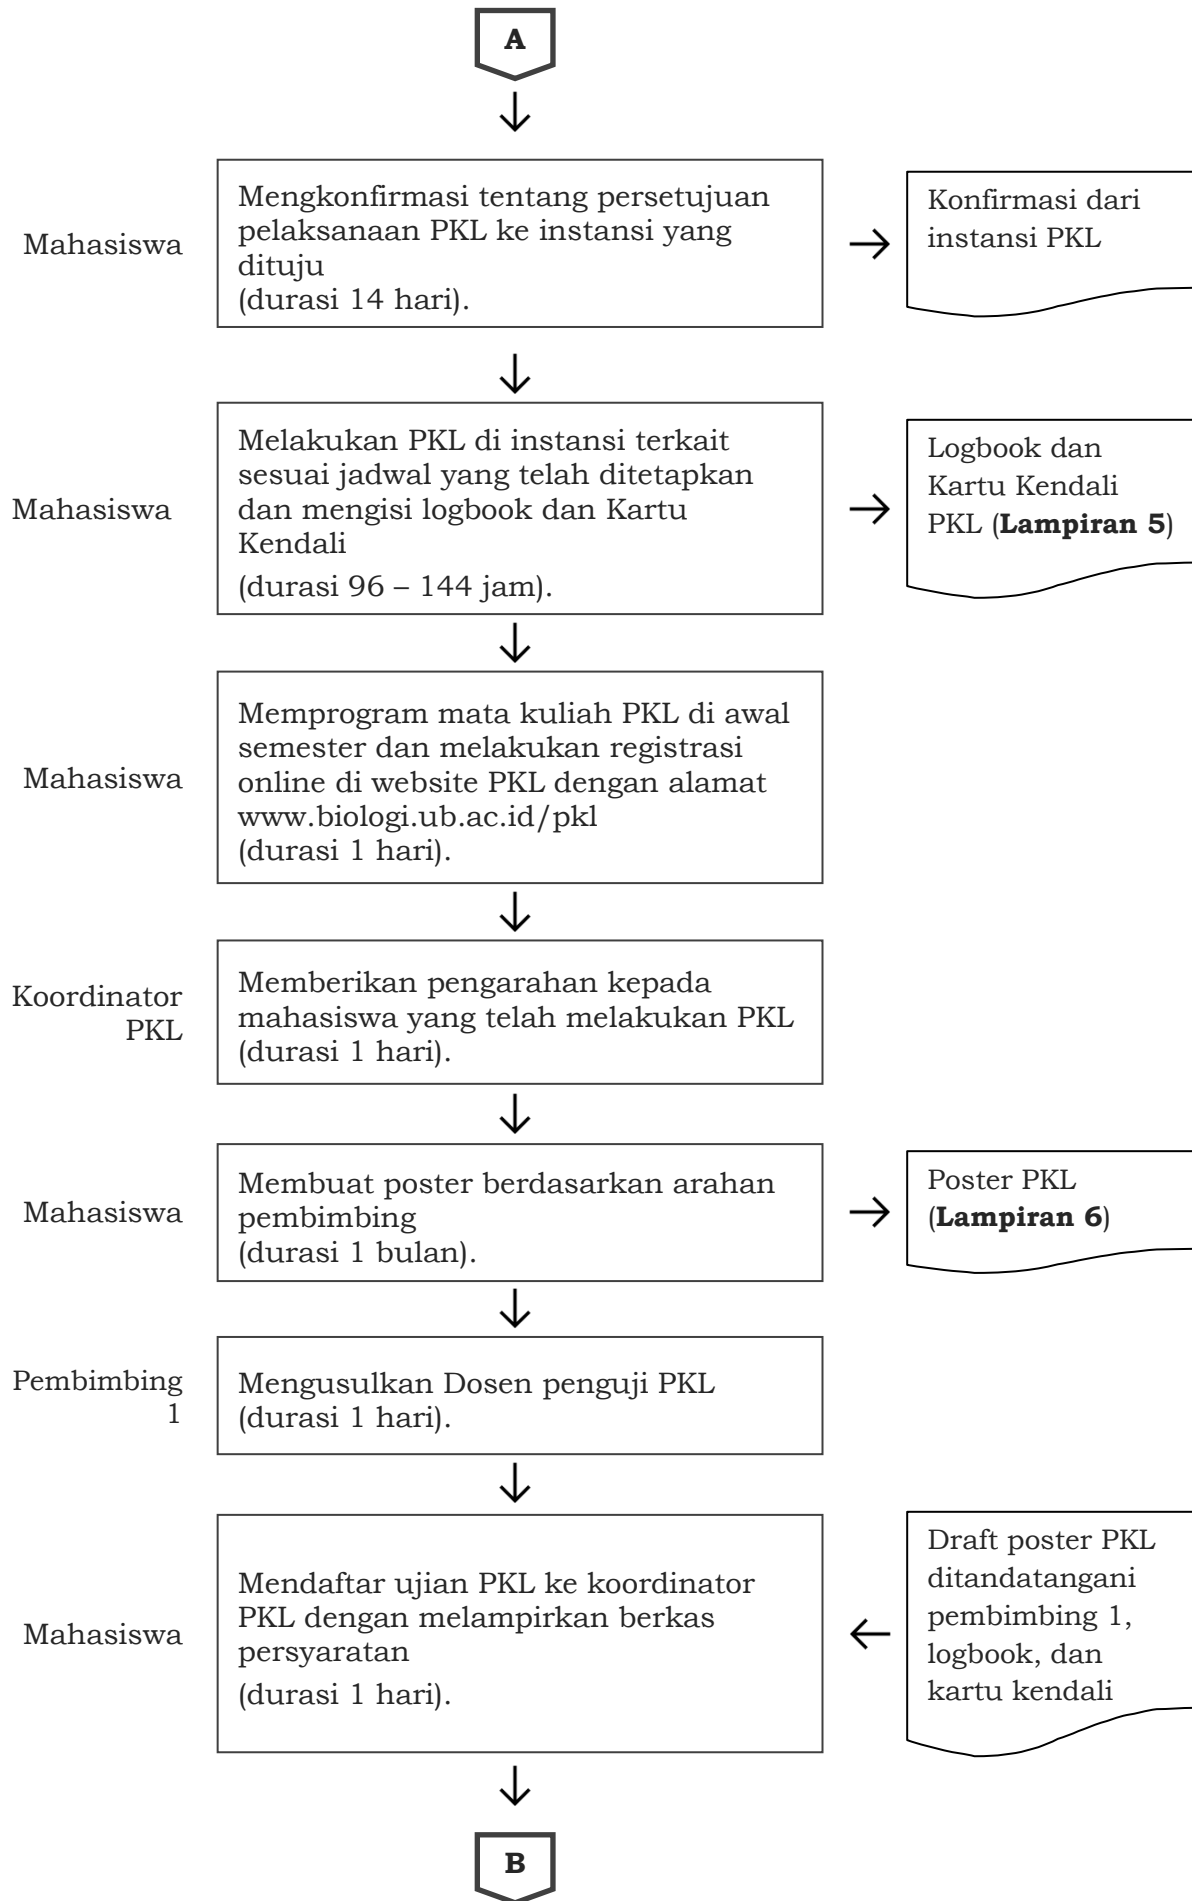 A
Mahasiswa
Mengkonfirmasi tentang persetujuan
pelaksanaan PKL ke instansi yang
dituju
(durasi 14 hari).
Konfirmasi dari
instansi PKL
Mahasiswa
Melakukan PKL di instansi terkait
sesuai jadwal yang telah ditetapkan
dan mengisi logbook dan Kartu
Kendali
(durasi 96 – 144 jam).
Logbook dan
Kartu Kendali
PKL (Lampiran 5)
Mahasiswa
Memprogram mata kuliah PKL di awal
semester dan melakukan registrasi
online di website PKL dengan alamat
www.biologi.ub.ac.id/pkl
(durasi 1 hari).
Koordinator
PKL
Memberikan pengarahan kepada
mahasiswa yang telah melakukan PKL
(durasi 1 hari).
Mahasiswa
Membuat poster berdasarkan arahan
pembimbing
(durasi 1 bulan).
Poster PKL
(Lampiran 6)
Pembimbing
1
Mengusulkan Dosen penguji PKL
(durasi 1 hari).
Mahasiswa
Mendaftar ujian PKL ke koordinator
PKL dengan melampirkan berkas
persyaratan
(durasi 1 hari).
Draft poster PKL
ditandatangani
pembimbing 1,
logbook, dan
kartu kendali
B